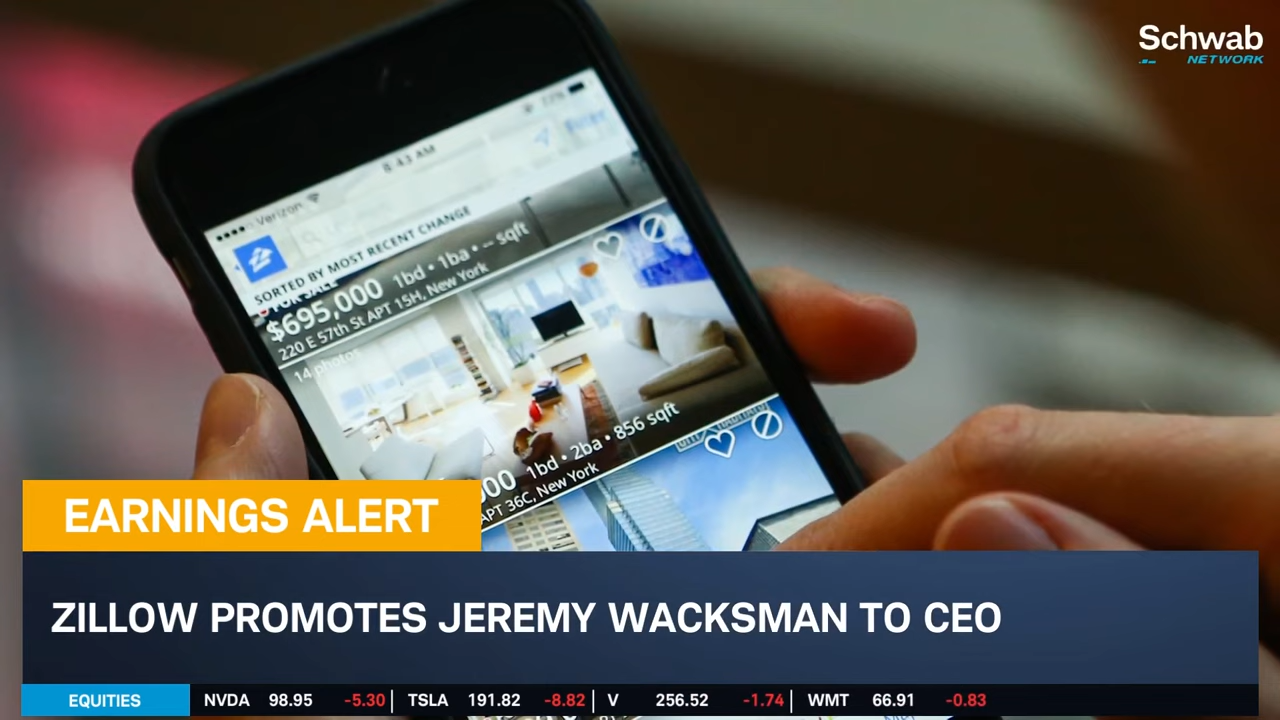 Schwab
NETWORK
8:43 AM
Verizon
SORTED BY MOST RECENT CHANGE
FOR SALE
$695,000 1bd • 1ba • -- sqft
220 E 57th St APT 15H, New York
14 photos
000 1bd • 2ba • 856 sqft
APT 36C, New York
EARNINGS ALERT
ZILLOW PROMOTES JEREMY WACKSMAN TO CEO
EQUITIES NVDA 98.95 -5.30 TSLA 191.82 -8.82 V 256.52 -1.74 WMT 66.91 -0.83